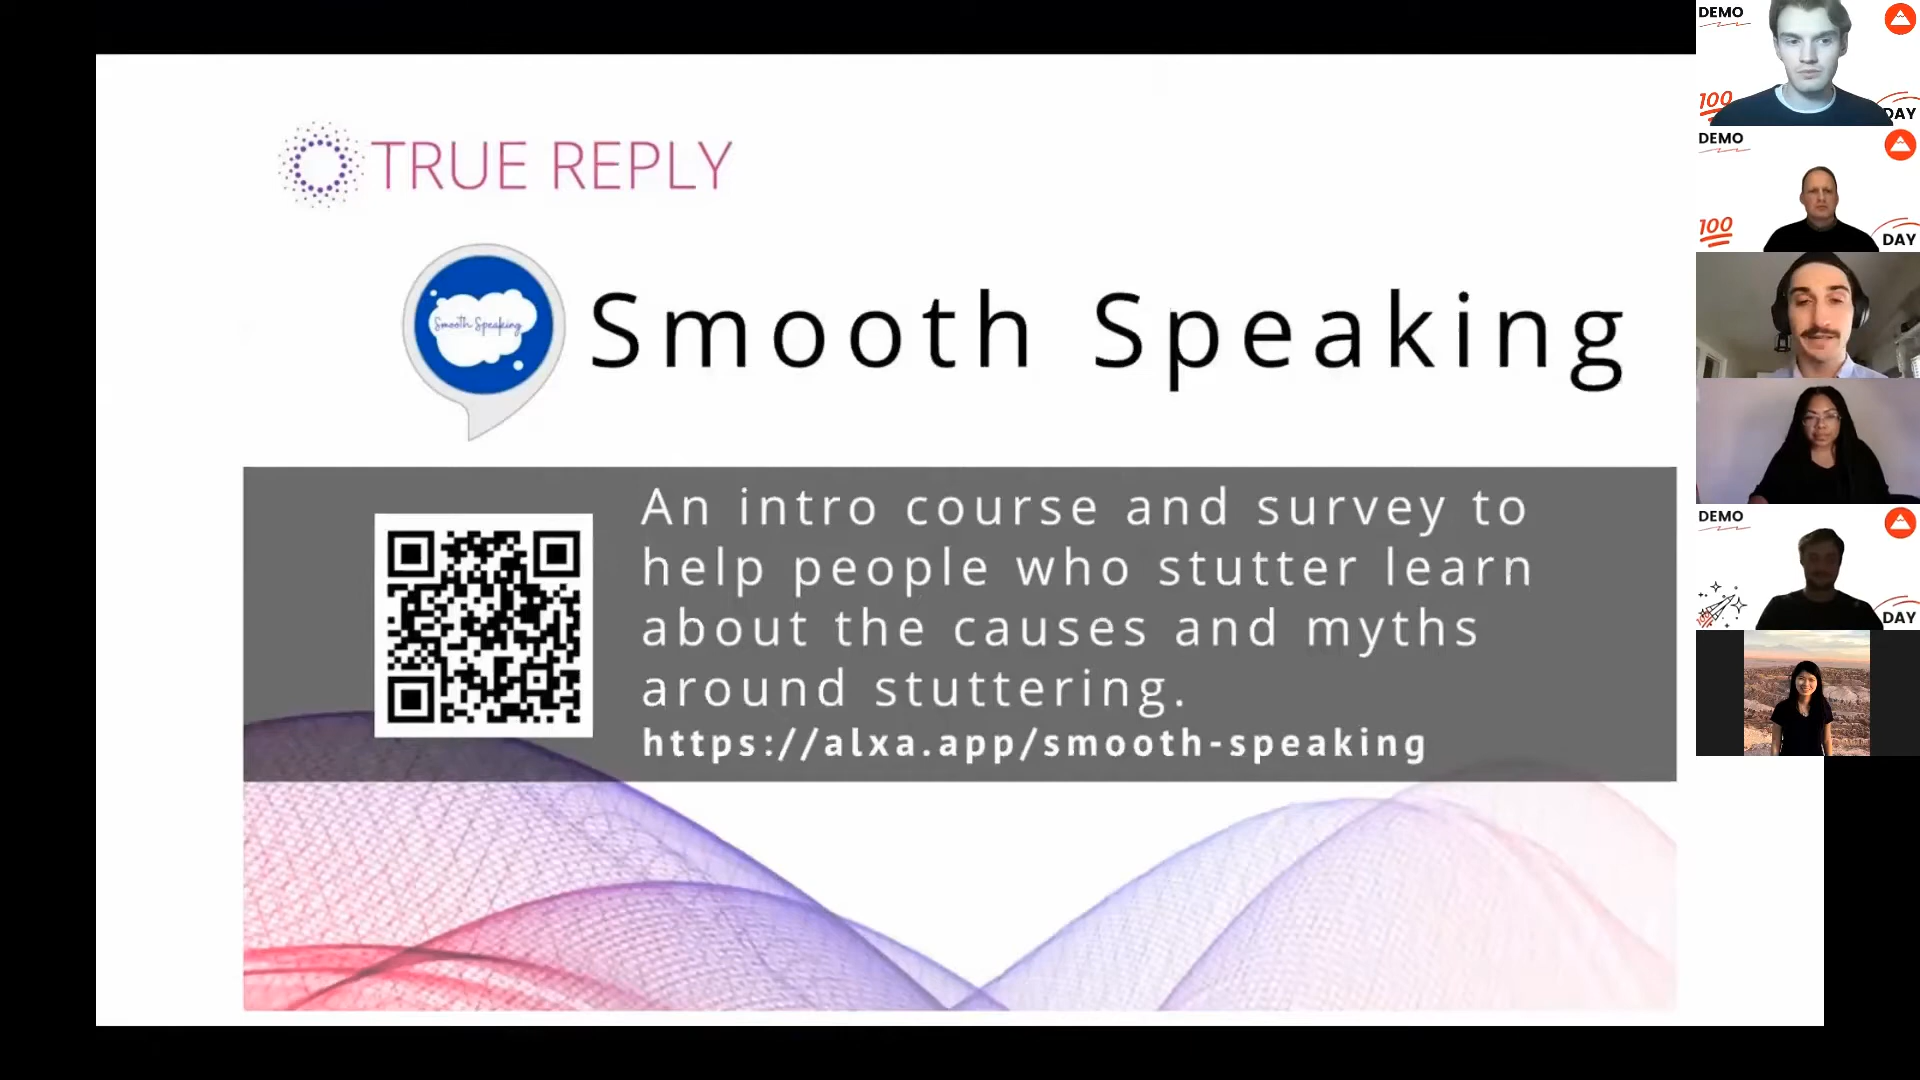 TRUE REPLY
Smooth Speaking
Smooth Speaking
An intro course and survey to
help people who stutter learn
about the causes and myths
around stuttering.
https://alxa.app/smooth-speaking
DEMO
100
DAY
DEMO
100
DAY
DEMO
100
DAY